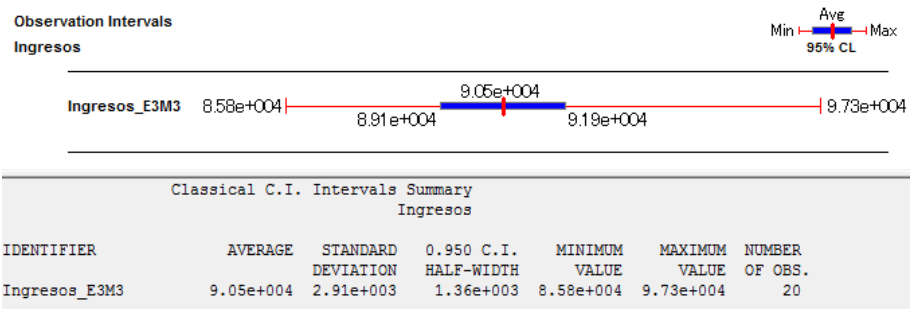 Observation Intervals
Ingresos
Avg
Min Max
95% CL
9.05e+004
Ingresos_E3M3 8.58e+004 9.73e+004
8.91e+004 9.19e+004
Classical C.I. Intervals Summary
Ingresos
IDENTIFIER AVERAGE STANDARD 0.950 C.I. MINIMUM MAXIMUM NUMBER
DEVIATION HALF-WIDTH VALUE VALUE OF OBS.
Ingresos_E3M3 9.05e+004 2.91e+003 1.36e+003 8.58e+004 9.73e+004 20